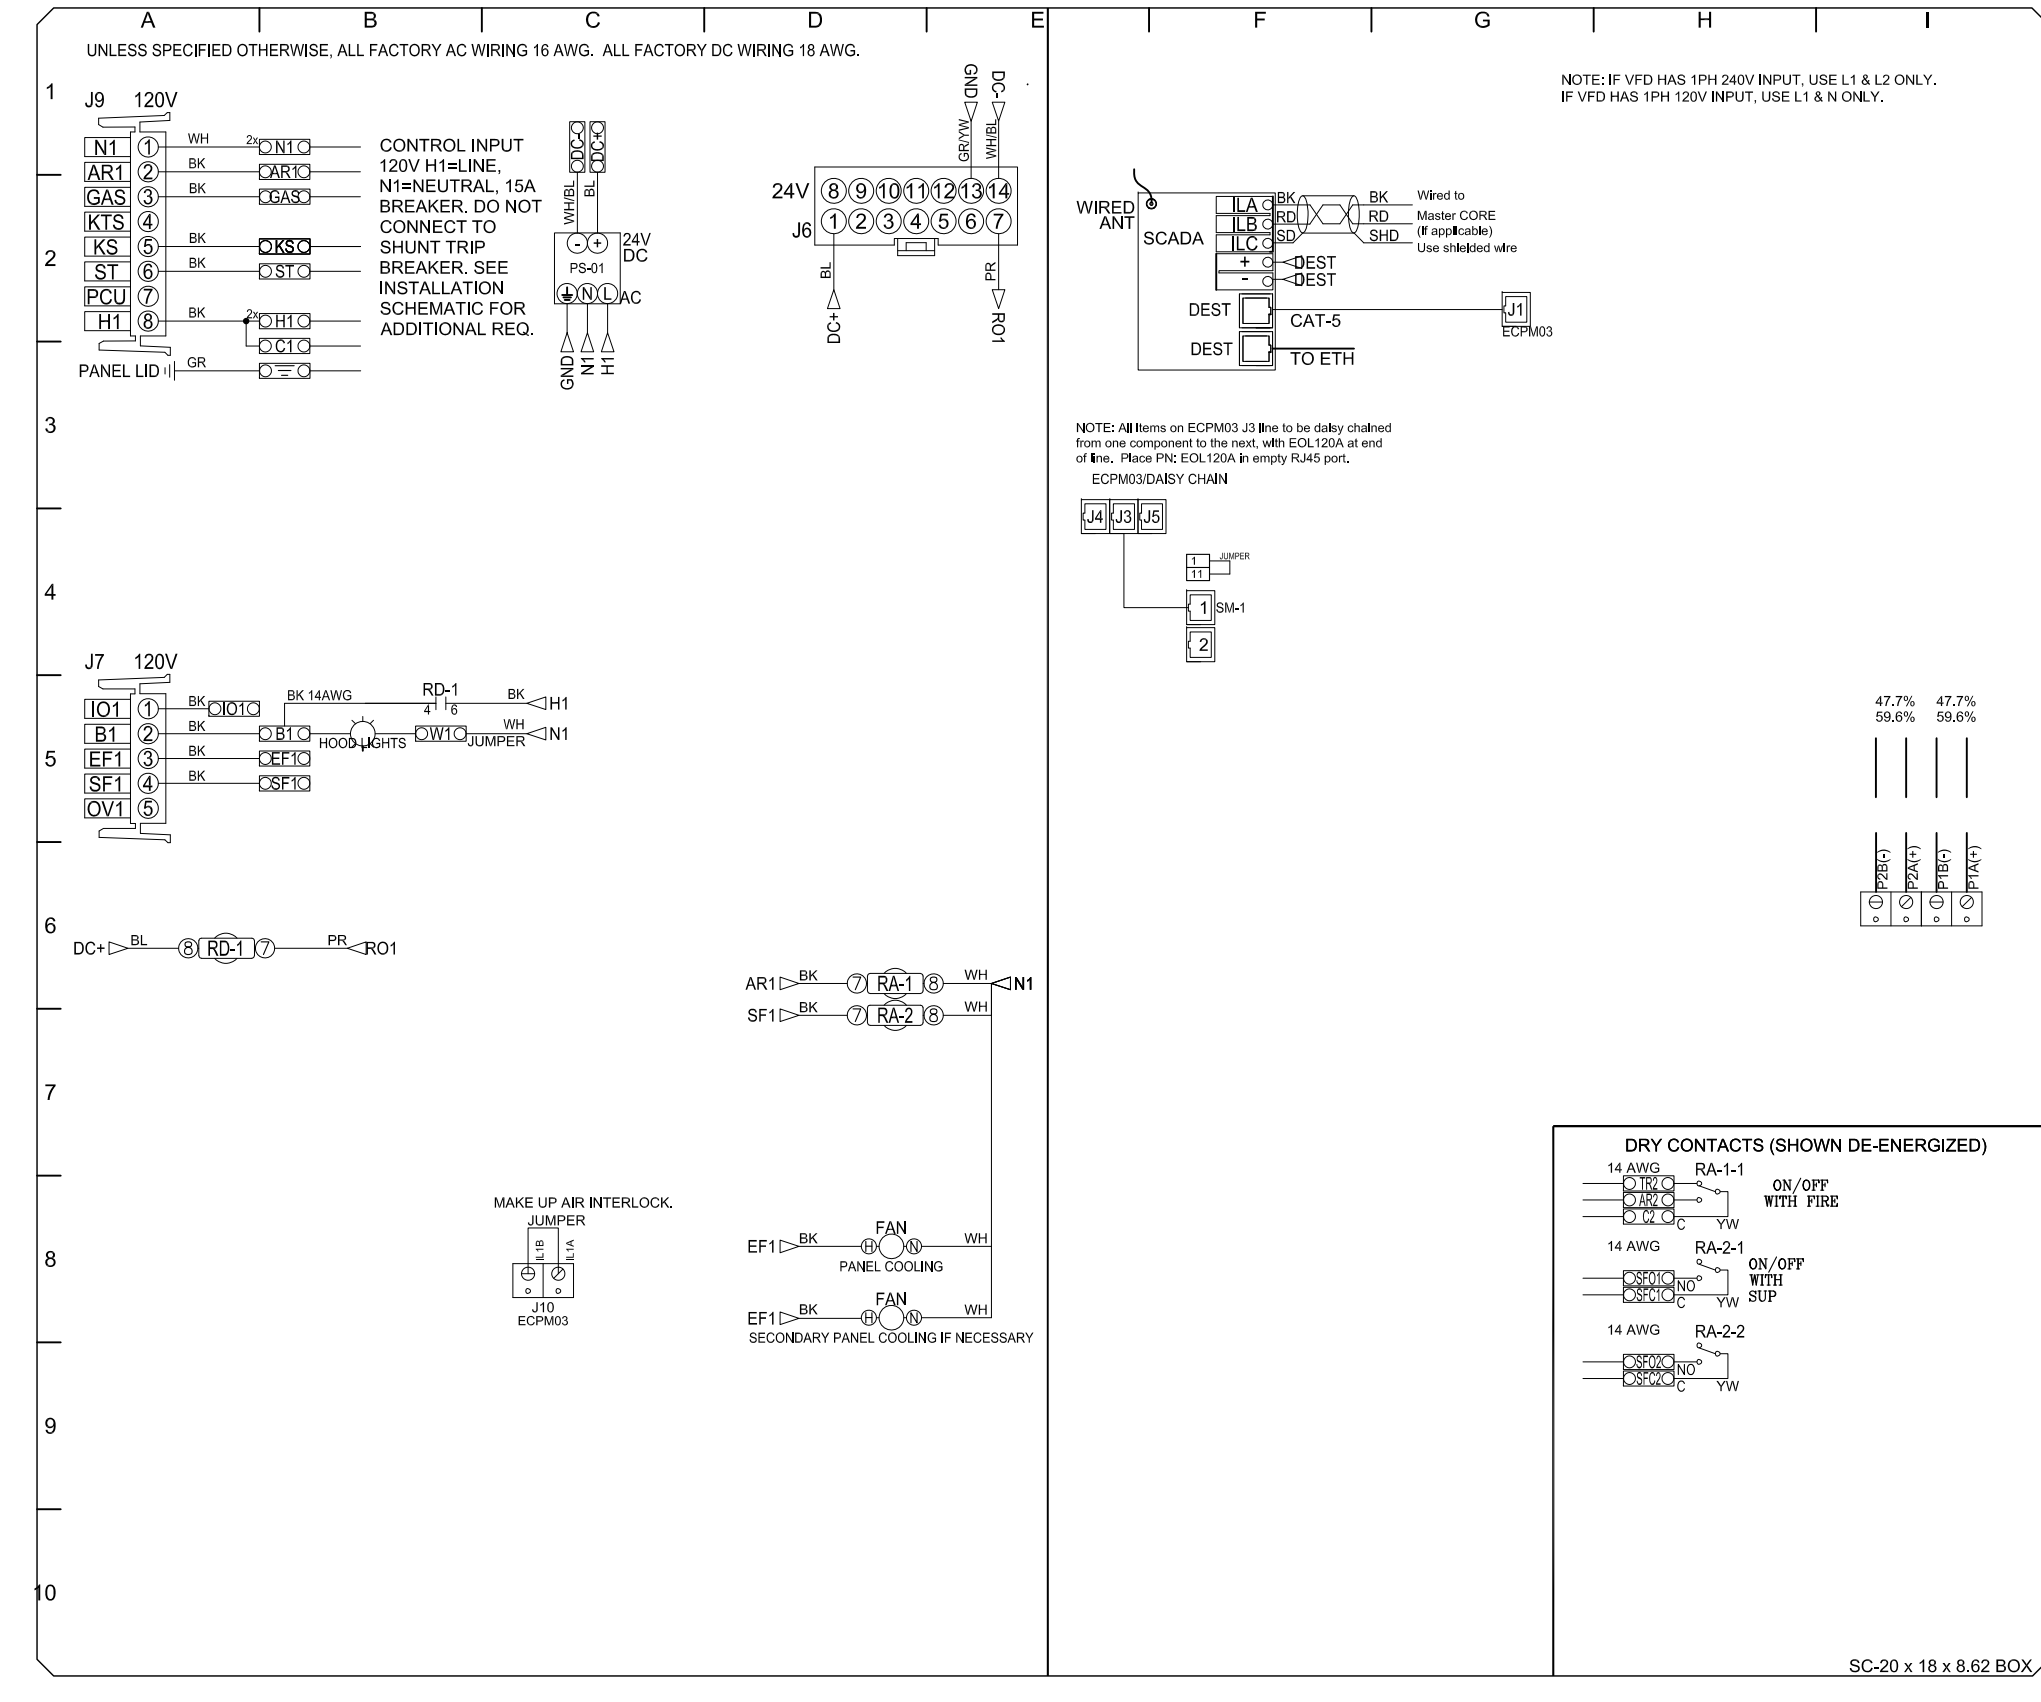 A B C D E F G H I
UNLESS SPECIFIED OTHERWISE, ALL FACTORY AC WIRING 16 AWG. ALL FACTORY DC WIRING 18 AWG.
1
2
3
4
5
6
7
8
9
10
J9 120V
N1 1 WH 2x N1
AR1 2 BK AR1
GAS 3 BK GAS
KTS 4
KS 5 BK KS
ST 6 BK ST
PCU 7
H1 8 BK 2x H1
C1
PANEL LID GR
CONTROL INPUT
120V H1=LINE,
N1=NEUTRAL, 15A
BREAKER. DO NOT
CONNECT TO
SHUNT TRIP
BREAKER. SEE
INSTALLATION
SCHEMATIC FOR
ADDITIONAL REQ.
DC- DC+
WH/BL BL
- + 24V
DC
PS-01
N L AC
GND N1 H1
GND DC-
GR/YW WH/BL
24V 8 9 10 11 12 13 14
J6 1 2 3 4 5 6 7
BL PR
DC+ RO1
NOTE: IF VFD HAS 1PH 240V INPUT, USE L1 & L2 ONLY.
IF VFD HAS 1PH 120V INPUT, USE L1 & N ONLY.
WIRED
ANT
SCADA
ILA BK BK Wired to
ILB RD RD Master CORE
(If applicable)
ILC SD SHD Use shielded wire
+ DEST
- DEST
DEST CAT-5 J1
ECPM03
DEST TO ETH
NOTE: All Items on ECPM03 J3 line to be daisy chained
from one component to the next, with EOL120A at end
of line. Place PN: EOL120A in empty RJ45 port.
ECPM03/DAISY CHAIN
J4 J3 J5
1 JUMPER
11
1 SM-1
2
J7 120V
IO1 1 BK IO1
BK 14AWG RD-1 BK H1
4 6
B1 2 BK B1 HOOD LIGHTS W1 JUMPER WH N1
EF1 3 BK EF1
SF1 4 BK SF1
OV1 5
47.7% 47.7%
59.6% 59.6%
P2B(-) P2A(+) P1B(-) P1A(+)
DC+ BL 8 RD-1 7 PR RO1
AR1 BK 7 RA-1 8 WH N1
SF1 BK 7 RA-2 8 WH
MAKE UP AIR INTERLOCK.
JUMPER
IL1B IL1A
J10
ECPM03
FAN
EF1 BK H N WH
PANEL COOLING
FAN
EF1 BK H N WH
SECONDARY PANEL COOLING IF NECESSARY
DRY CONTACTS (SHOWN DE-ENERGIZED)
14 AWG RA-1-1
TR2
AR2
C2 C YW
ON/OFF
WITH FIRE
14 AWG RA-2-1
SFO1 NO
SFC1 C YW
ON/OFF
WITH
SUP
14 AWG RA-2-2
SFO2 NO
SFC2 C YW
SC-20 x 18 x 8.62 BOX